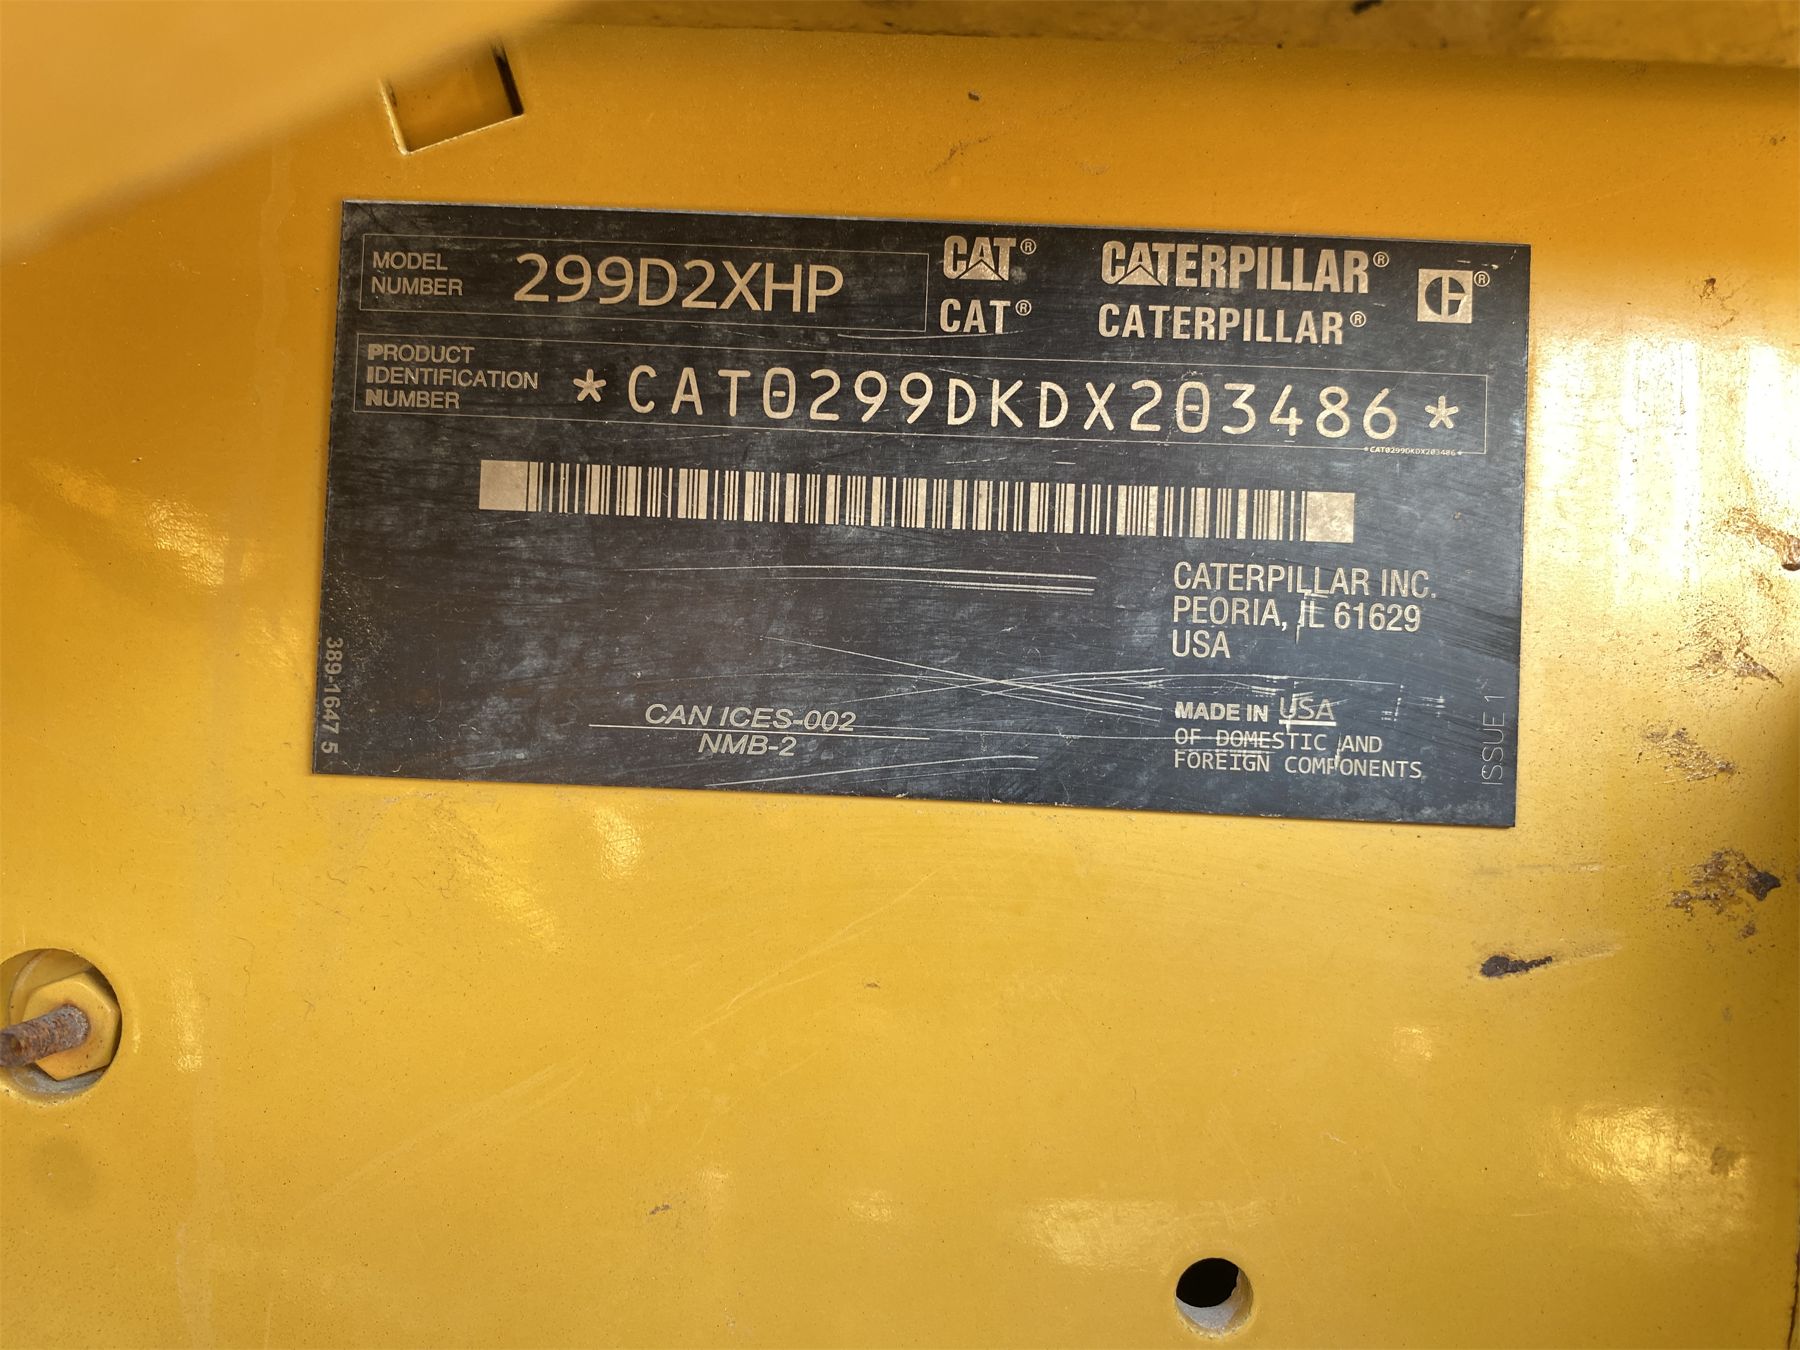 MODEL
NUMBER
299D2XHP
CAT®
CATERPILLAR®
C®
CAT®
CATERPILLAR®
PRODUCT
IDENTIFICATION
NUMBER
*CAT0299DKDX203486*
*CAT0299DKDX203486*
CATERPILLAR INC.
PEORIA, IL 61629
USA
389-1647 5
CAN ICES-002
NMB-2
MADE IN USA
OF DOMESTIC AND
FOREIGN COMPONENTS
ISSUE 1